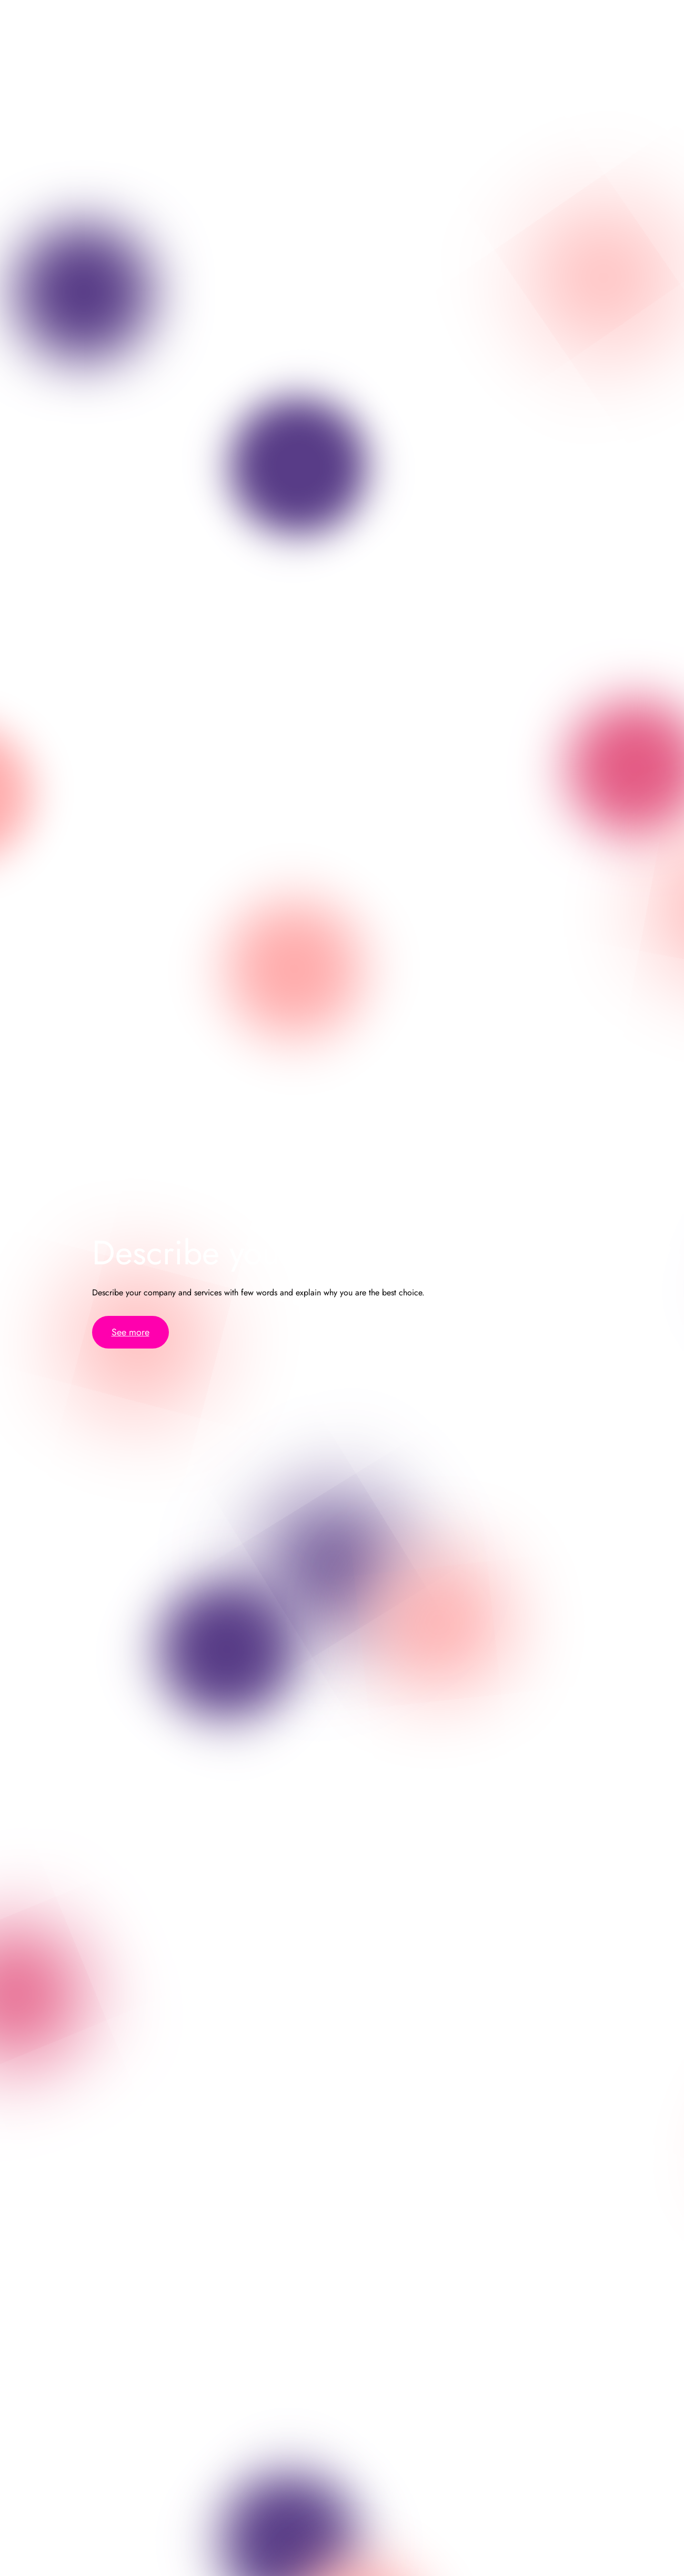 Describe y
Describe your company and services with few words and explain why you are the best choice.
See more